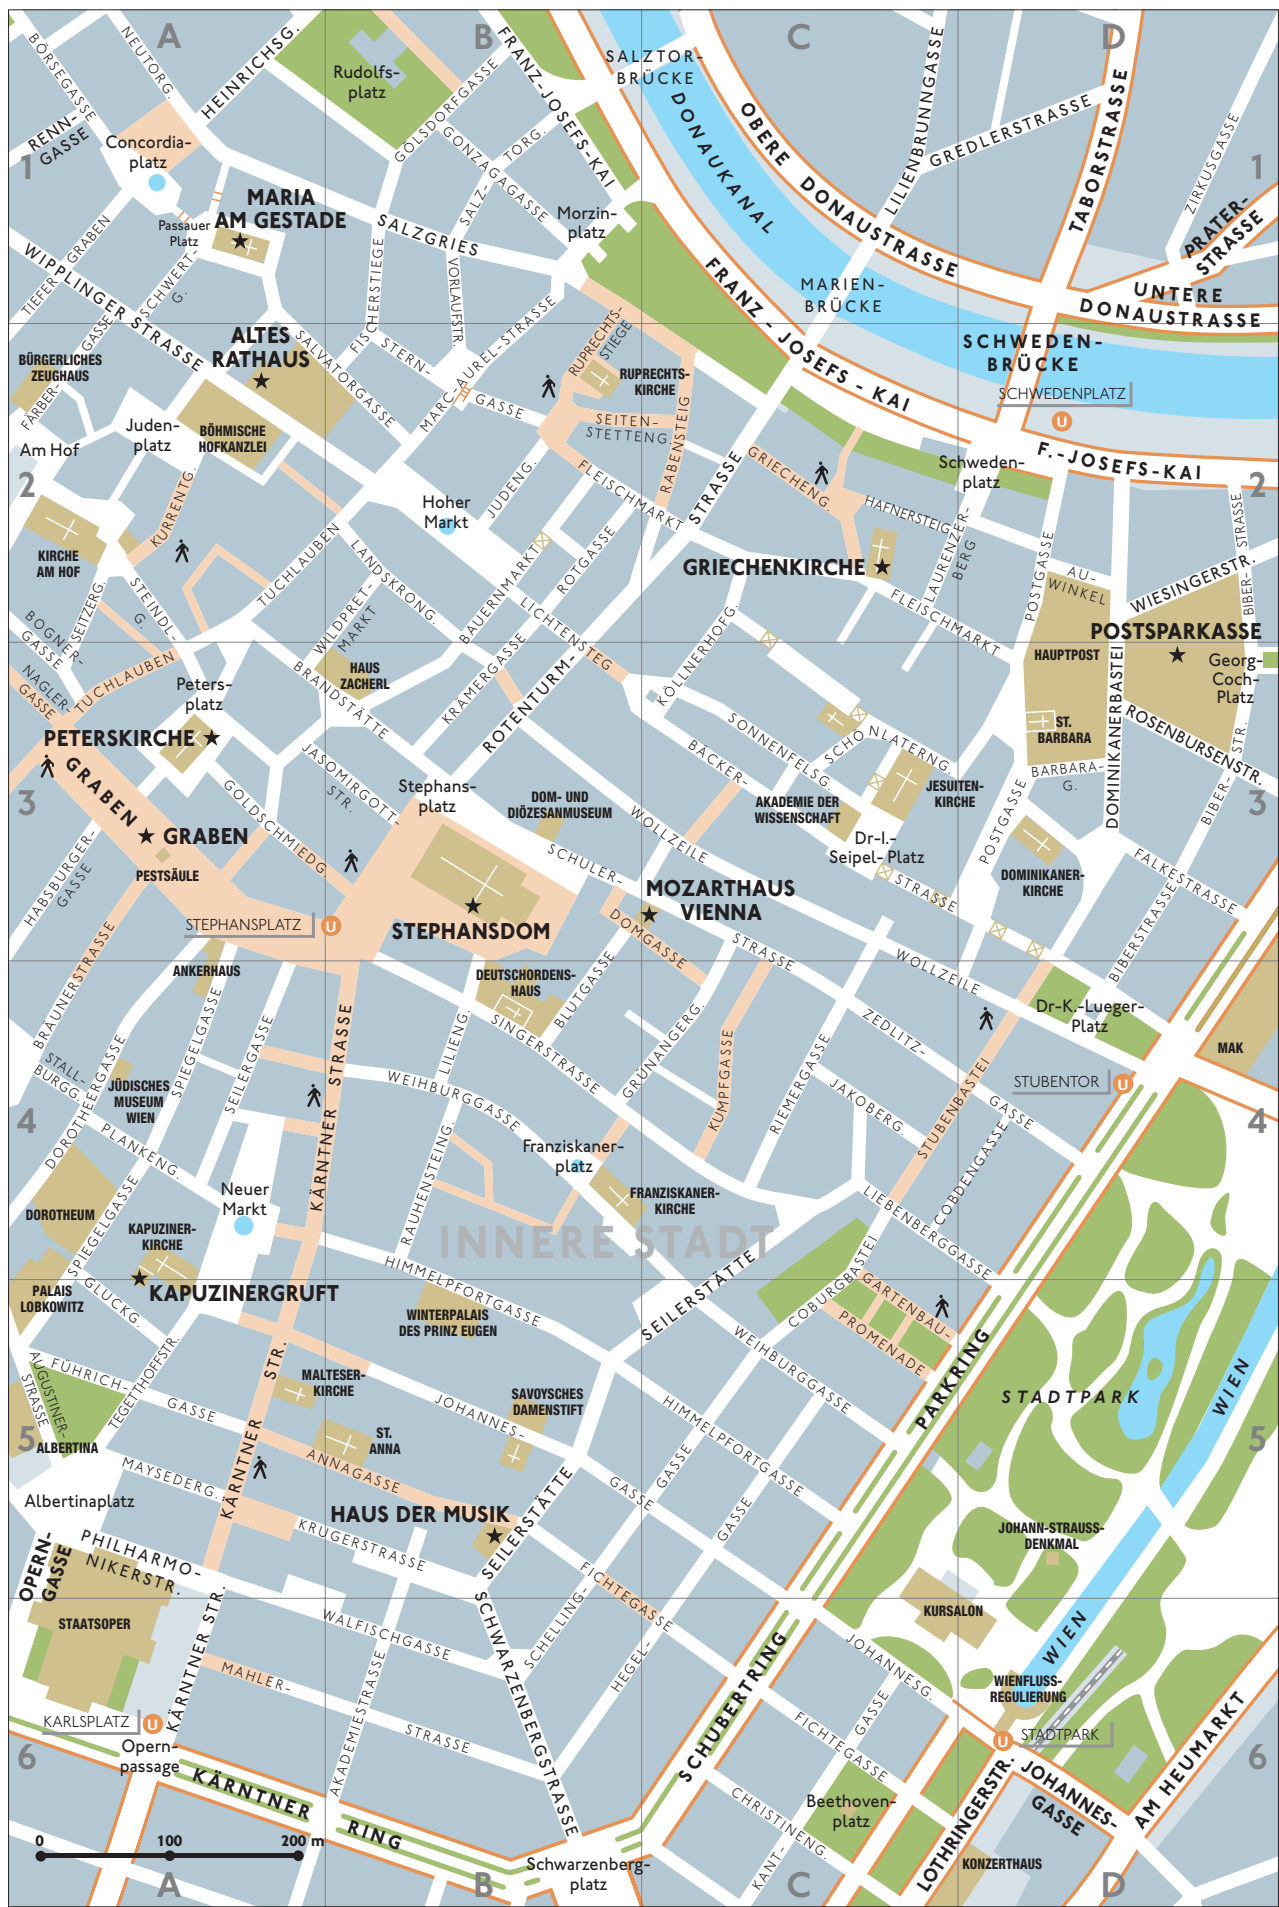 A
B
C
D
BÖRSEGASSE
NEUTORG.
HEINRICHSG.
Rudolfs-
platz
FRANZ-JOSEFS-KAI
SALZTOR-
BRÜCKE
DONAUKANAL
OBERE DONAUSTRASSE
LILIENBRUNNGASSE
GREDLERSTRASSE
TABORSTRASSE
ZIRKUSGASSE
PRATER-
STRASSE
1
RENN-
GASSE
Concordia-
platz
GÖLSDORFGASSE
GONZAGAGASSE
SALZ-
TORG.
1
MARIA
AM GESTADE
Passauer
Platz
SALZGRIES
Morzin-
platz
TIEFER GRABEN
WIPPLINGER STRASSE
SCHWERT-
G.
FISCHERSTIEGE
VORLAUFSTR.
FRANZ - JOSEFS - KAI
MARIEN-
BRÜCKE
UNTERE
DONAUSTRASSE
ALTES
RATHAUS
SALVATORGASSE
STERN-
GASSE
MARC-AUREL-STRASSE
RUPRECHTS-
STIEGE
RUPRECHTS-
KIRCHE
SCHWEDEN-
BRÜCKE
SCHWEDENPLATZ
U
BÜRGERLICHES
ZEUGHAUS
FÄRBER-
GASSE
Am Hof
Juden-
platz
BÖHMISCHE
HOFKANZLEI
SEITEN-
STETTENG.
RABENSTEIG
F.-JOSEFS-KAI
GRIECHENG.
Schweden-
platz
2
KURRENTG.
Hoher
Markt
JUDENG.
FLEISCHMARKT
STRASSE
HAFNERSTEIG
LAURENZER-
BERG
BIBER-
STRASSE
2
KIRCHE
AM HOF
TUCHLAUBEN
LANDSKRONG.
BAUERNMARKT
ROTGASSE
GRIECHENKIRCHE
FLEISCHMARKT
POSTGASSE
AU-
WINKEL
WIESINGERSTR.
BOGNER-
GASSE
SEITZERG.
STEINDL-
G.
WILDPRET-
MARKT
LICHTENSTEG
POSTSPARKASSE
HAUPTPOST
Georg-
Coch-
Platz
NAGLER-
GASSE
TUCHLAUBEN
Peters-
platz
BRANDSTÄTTE
HAUS
ZACHERL
KRAMERGASSE
ROTENTURM-
KÖLLNERHOFG.
ST.
BARBARA
DOMINIKANERBASTEI
ROSENBURSENSTR.
PETERSKIRCHE
GRABEN
JASOMIRGOTT-
STR.
SONNENFELSG.
SCHÖNLATERNG.
BÄCKER-
STRASSE
BARBARA-
G.
BIBER-
STR.
3
GRABEN
GOLDSCHMIEDG.
Stephans-
platz
DOM- UND
DIÖZESANMUSEUM
WOLLZEILE
AKADEMIE DER
WISSENSCHAFT
JESUITEN-
KIRCHE
POSTGASSE
3
HABSBURGER-
GASSE
PESTSÄULE
SCHULER-
STRASSE
Dr-I.-
Seipel- Platz
DOMINIKANER-
KIRCHE
FALKESTRASSE
STEPHANSPLATZ
U
STEPHANSDOM
MOZARTHAUS
VIENNA
DOMGASSE
BIBERSTRASSE
BRÄUNERSTRASSE
ANKERHAUS
DEUTSCHORDENS-
HAUS
BLUTGASSE
WOLLZEILE
Dr-K.-Lueger-
Platz
MAK
STALL-
BURGG.
DOROTHEERGASSE
SPIEGELGASSE
SEILERGASSE
KÄRNTNER STRASSE
LILIENG.
SINGERSTRASSE
GRÜNANGERG.
KUMPFGASSE
RIEMERGASSE
ZEDLITZ-
GASSE
STUBENTOR
U
4
JÜDISCHES
MUSEUM
WIEN
WEIHBURGGASSE
JAKOBERG.
STUBENBASTEI
COBDENGASSE
4
PLANKENG.
RAUHENSTEING.
Franziskaner-
platz
FRANZISKANER-
KIRCHE
LIEBENBERGGASSE
DOROTHEUM
Neuer
Markt
INNERE STADT
KAPUZINER-
KIRCHE
SPIEGELGASSE
KAPUZINERGRUFT
PALAIS
LOBKOWITZ
GLUCKG.
HIMMELPFORTGASSE
WINTERPALAIS
DES PRINZ EUGEN
SEILERSTÄTTE
COBURGBASTEI
GARTENBAU-
PROMENADE
WEIHBURGGASSE
PARKRING
STADTPARK
WIEN
AUGUSTINER-
STRASSE
FÜHRICH-
GASSE
TEGETTHOFFSTR.
STR.
MALTESER-
KIRCHE
JOHANNES-
GASSE
SAVOYSCHES
DAMENSTIFT
HIMMELPFORTGASSE
5
ALBERTINA
ST.
ANNA
ANNAGASSE
GASSE
5
Albertinaplatz
MAYSEDERG.
KÄRNTNER
HAUS DER MUSIK
SEILERSTÄTTE
GASSE
JOHANN-STRAUSS-
DENKMAL
OPERN-
GASSE
PHILHARMO-
NIKERSTR.
KRUGERSTRASSE
FICHTEGASSE
STAATSOPER
WALFISCHGASSE
SCHELLING-
HEGEL-
KURSALON
WIEN
KÄRNTNER STR.
MAHLER-
STRASSE
AKADEMIESTRASSE
SCHWARZENBERGSTRASSE
SCHUBERTRING
JOHANNESG.
WIENFLUSS-
REGULIERUNG
KARLSPLATZ
U
FICHTEGASSE
GASSE
U
STADTPARK
6
Opern-
passage
KÄRNTNER RING
CHRISTINENG.
Beethoven-
platz
LOTHRINGERSTR.
JOHANNES-
GASSE
AM HEUMARKT
6
0
100
200 m
Schwarzenberg-
platz
KANT-
KONZERTHAUS
A
B
C
D